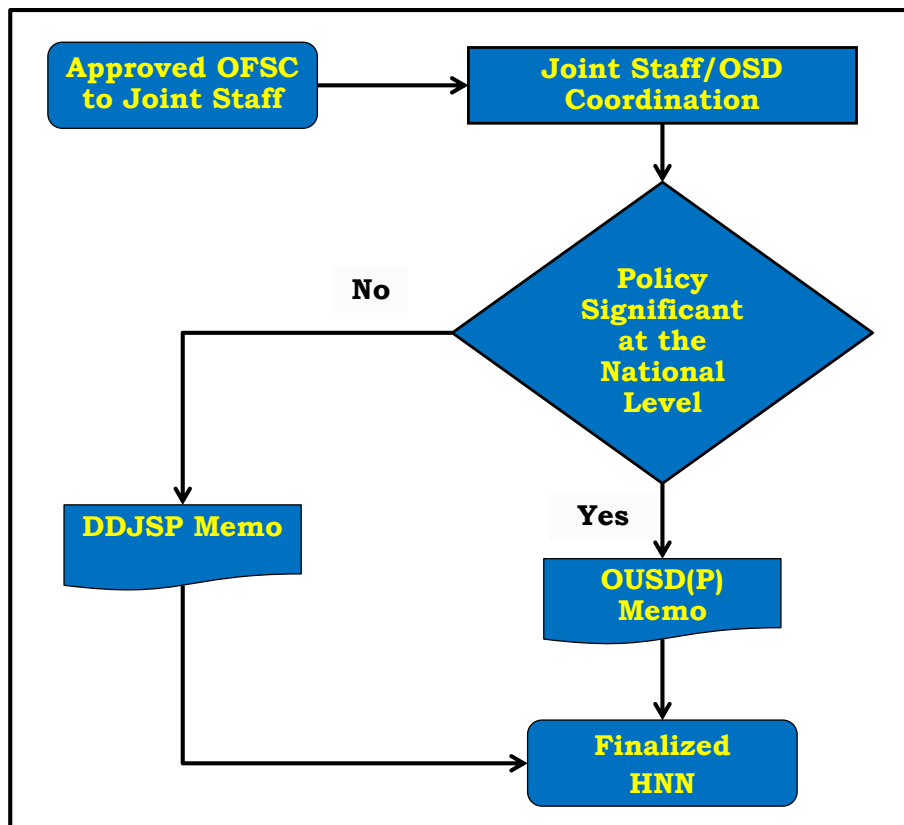 Approved OFSC
to Joint Staff
Joint Staff/OSD
Coordination
Policy
Significant
at the
National
Level
No
Yes
DDJSP Memo
OUSD(P)
Memo
Finalized
HNN